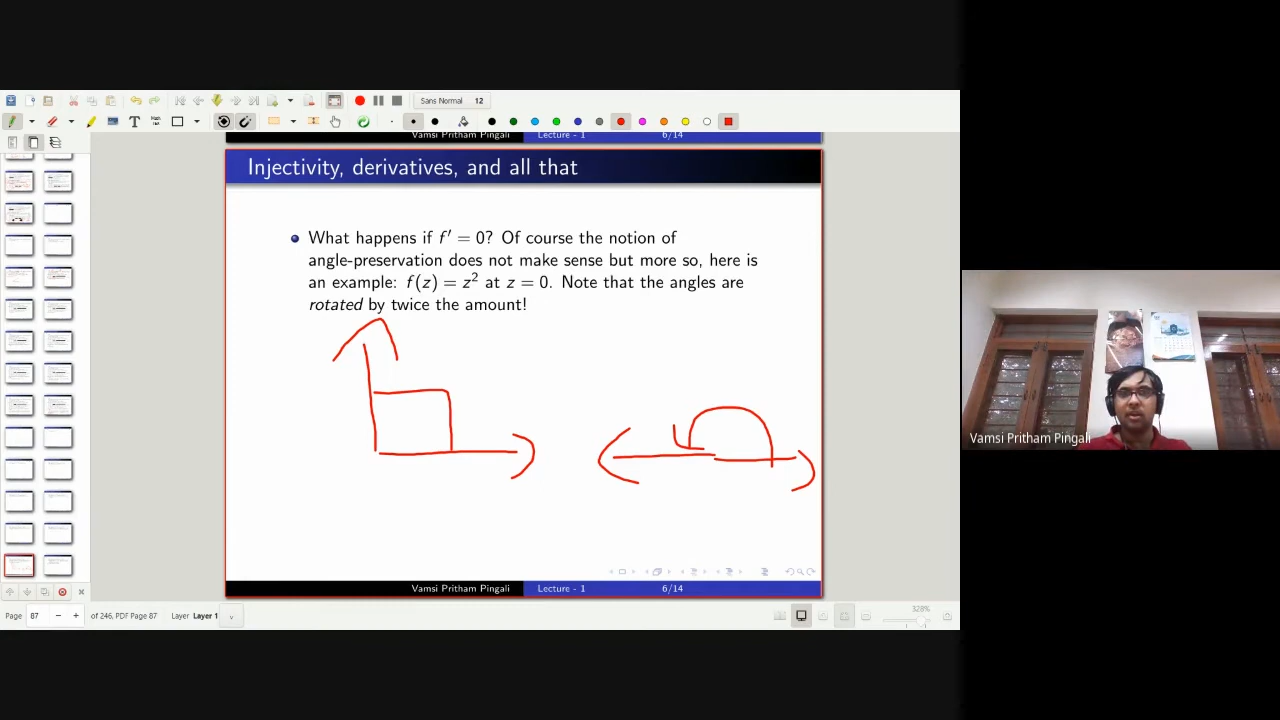 Sans Normal 12
Vamsi Pritham Pingali Lecture - 1 6/14
Injectivity, derivatives, and all that
What happens if f′ = 0? Of course the notion of
angle-preservation does not make sense but more so, here is
an example: f(z) = z² at z = 0. Note that the angles are
rotated by twice the amount!
Vamsi Pritham Pingali
Vamsi Pritham Pingali Lecture - 1 6/14
328%
Page 87 of 246, PDF Page 87 Layer Layer 1